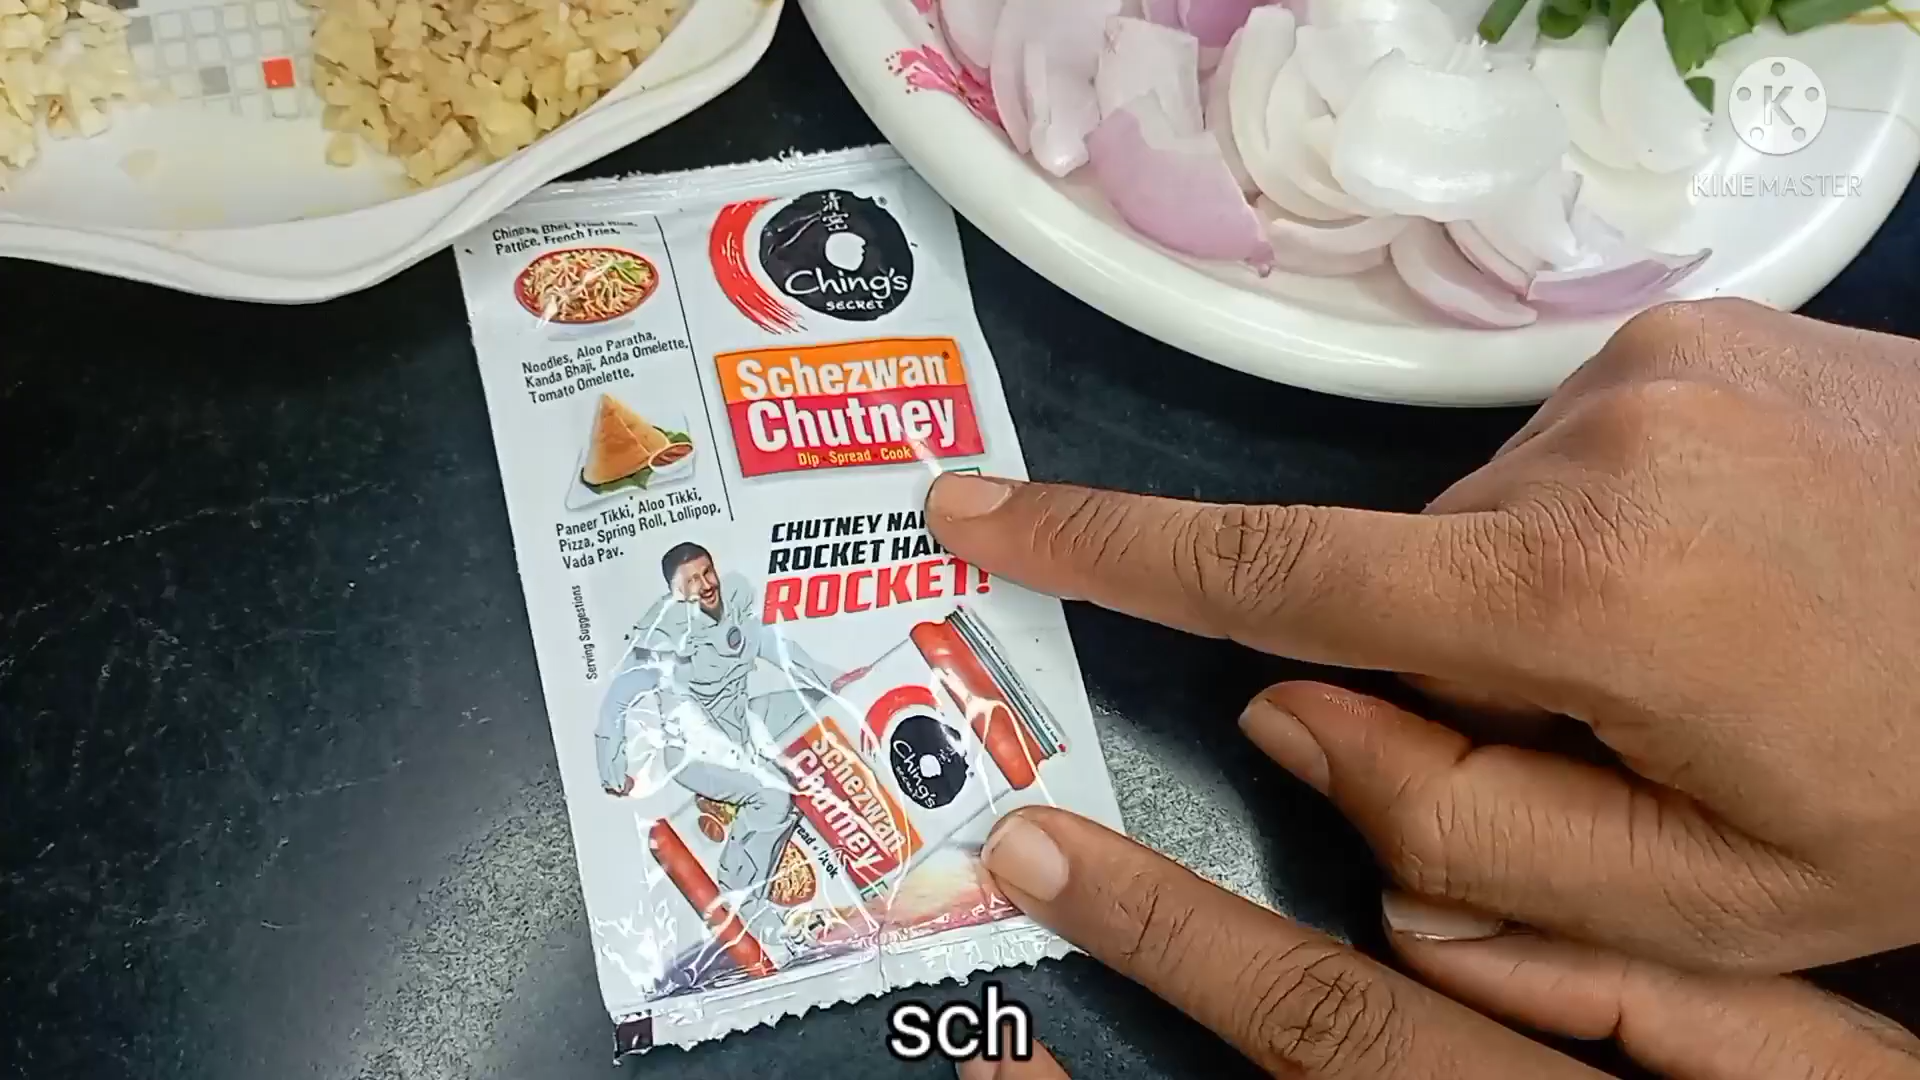 Chinese Bhel, Fried Rice,
Pattice, French Fries,
Noodles, Aloo Paratha,
Kanda Bhaji, Anda Omelette,
Tomato Omelette,
Paneer Tikki, Aloo Tikki,
Pizza, Spring Roll, Lollipop,
Vada Pav.
Serving Suggestions
Ching's
SECRET
Schezwan
Chutney
Dip Spread Cook
CHUTNEY
ROCKET
ROCKET!
Schezwan
Chutney
Ching's
SECRET
K
KINEMASTER
sch